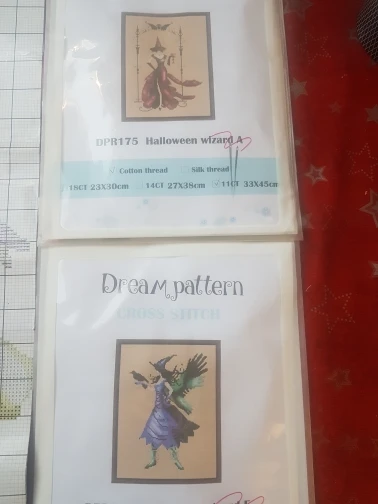 DPR175 Halloween wizard A
Cotton thread Silk thread
18CT 23X30cm 14CT 27X38cm 11CT 33X45cm
Dream pattern
CROSS STITCH